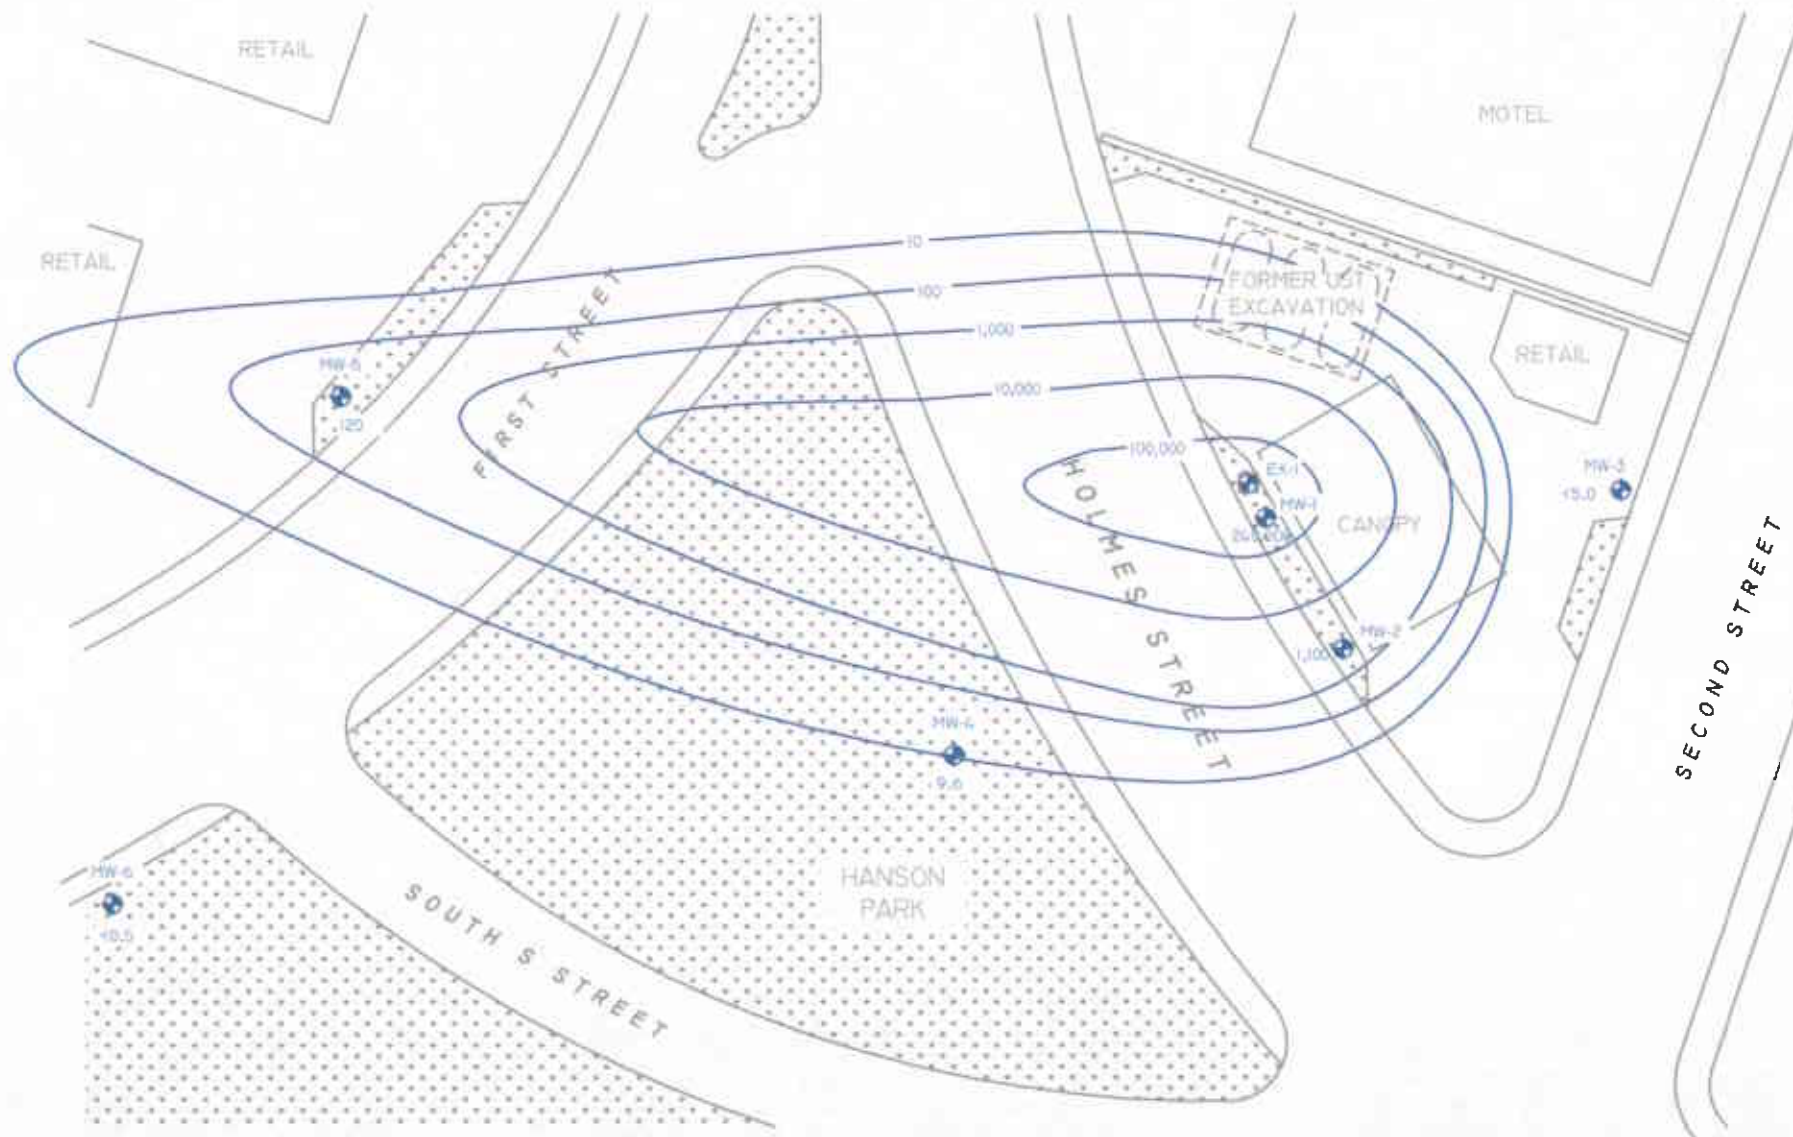 RETAIL
MOTEL
RETAIL
10
FORMER UST
EXCAVATION
100
1,000
RETAIL
FIRST STREET
MW-5
120
10,000
100,000
HOLMES STREET
EX-1
MW-1
CANOPY
MW-3
<5.0
MW-2
1,100
SECOND STREET
MW-4
9.6
HANSON
PARK
MW-6
<0.5
SOUTH S STREET